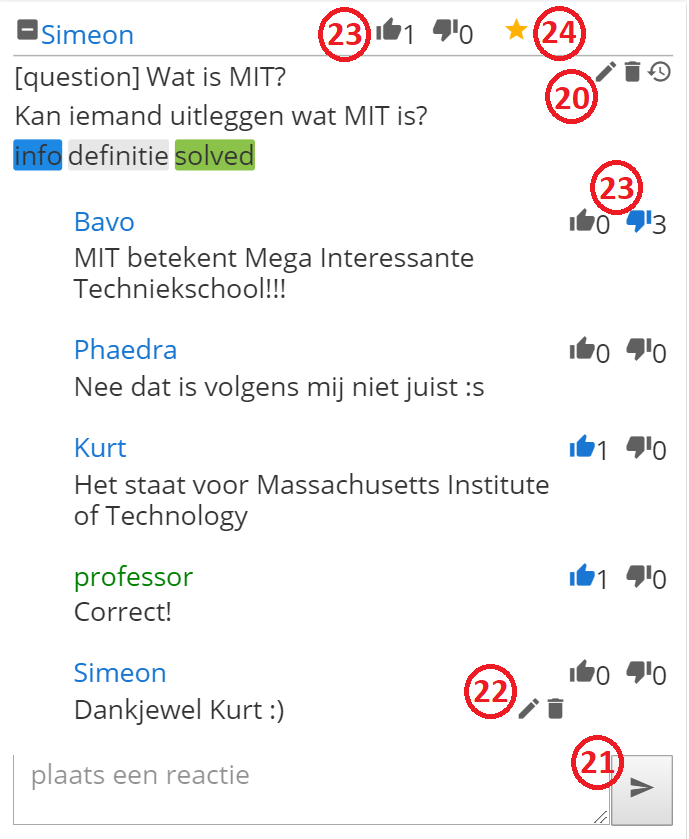 Simeon 23 1 0 24
[question] Wat is MIT?
20
Kan iemand uitleggen wat MIT is?
info definitie solved
23
Bavo 0 3
MIT betekent Mega Interessante
Techniekschool!!!
Phaedra 0 0
Nee dat is volgens mij niet juist :s
Kurt 1 0
Het staat voor Massachusetts Institute
of Technology
professor 1 0
Correct!
Simeon 0 0
22
Dankjewel Kurt :)
21
plaats een reactie